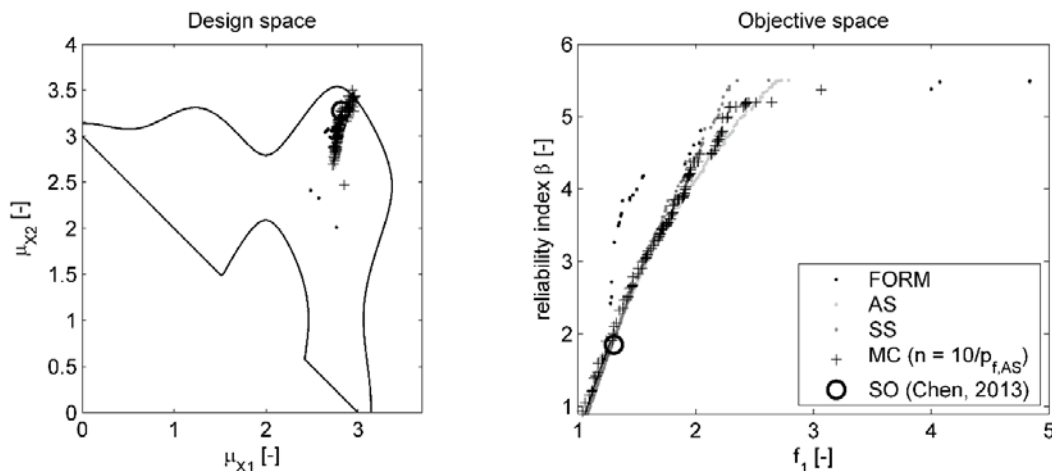 Design space
4
3.5
3
2.5
2
1.5
1
0.5
0
0 1 2 3
μX1 [-]
μX2 [-]
Objective space
6
5
4
3
2
1
1 2 3 4 5
f1 [-]
reliability index β [-]
FORM
AS
SS
MC (n = 10/pf,AS)
SO (Chen, 2013)